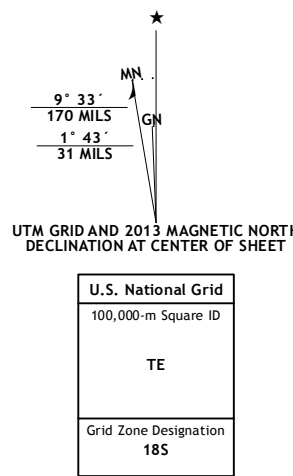 ★
MN
GN
9° 33´
170 MILS
1° 43´
31 MILS
UTM GRID AND 2013 MAGNETIC NORTH
DECLINATION AT CENTER OF SHEET
U.S. National Grid
100,000-m Square ID
TE
Grid Zone Designation
18S